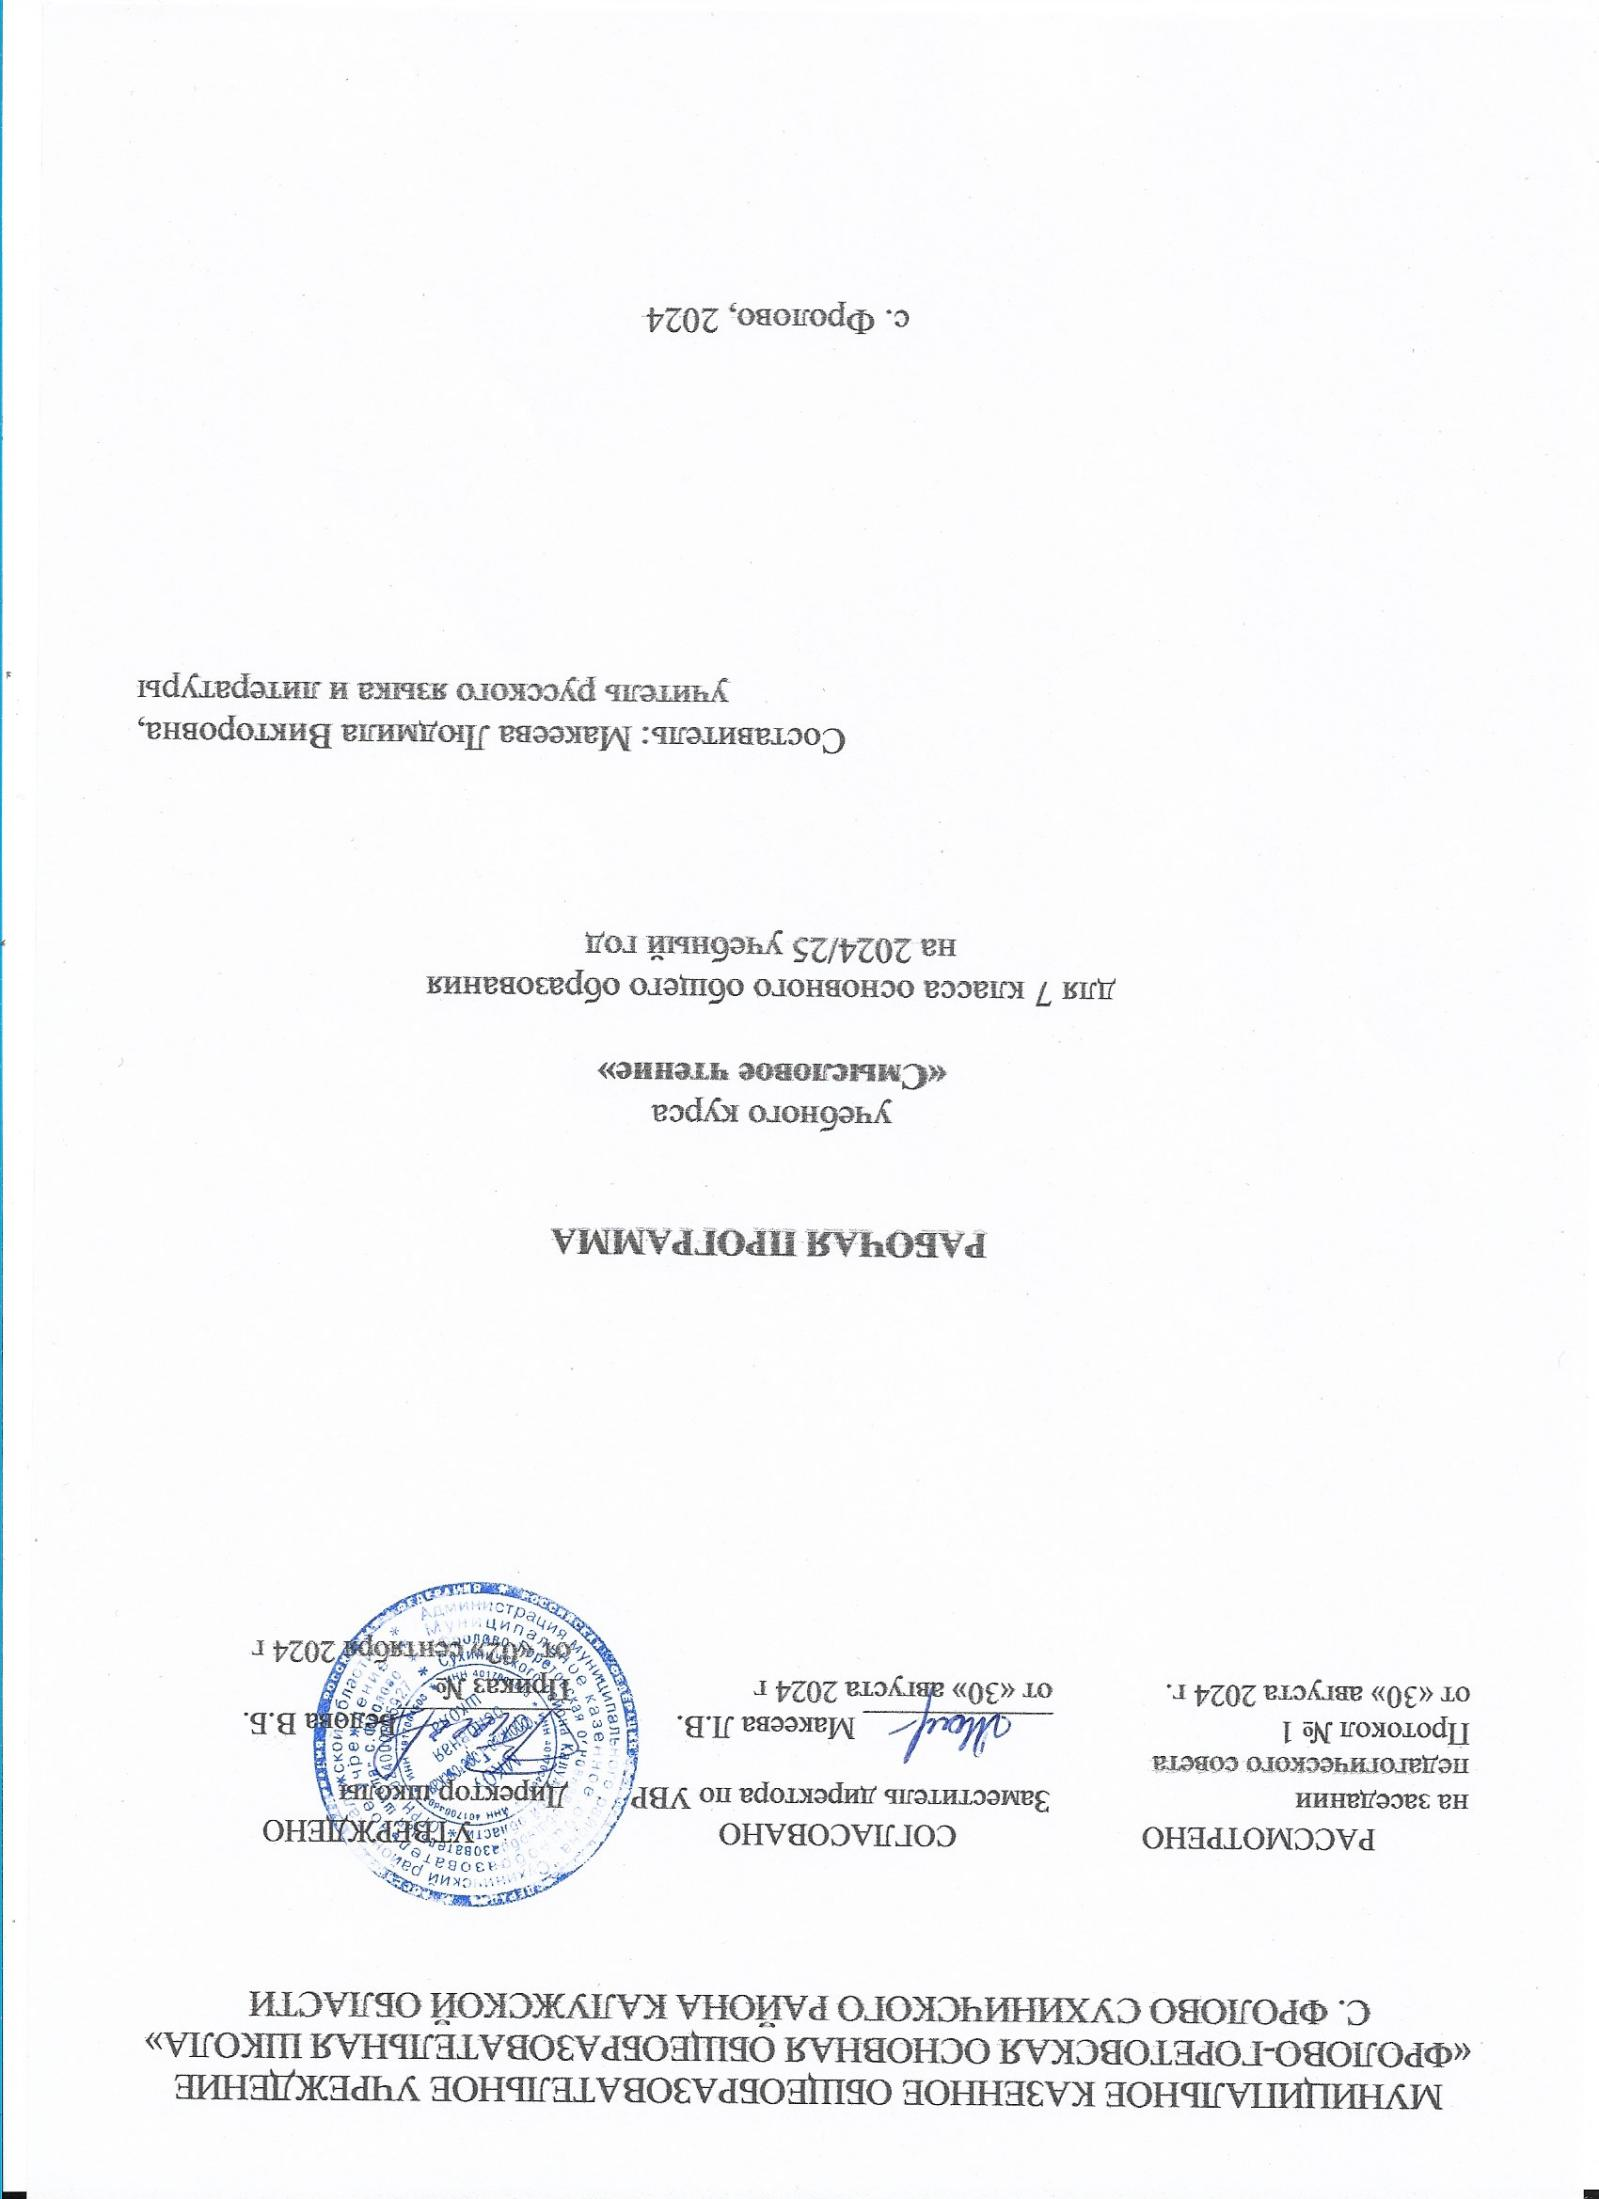 МУНИЦИПАЛЬНОЕ КАЗЕННОЕ ОБЩЕОБРАЗОВАТЕЛЬНОЕ УЧРЕЖДЕНИЕ
«ФРОЛОВО-ГОРЕТОВСКАЯ ОСНОВНАЯ ОБЩЕОБРАЗОВАТЕЛЬНАЯ ШКОЛА»
С. ФРОЛОВО СУХИНИЧСКОГО РАЙОНА КАЛУЖСКОЙ ОБЛАСТИ
РАССМОТРЕНО
на заседании
педагогического совета
Протокол № 1
от «30» августа 2024 г.
СОГЛАСОВАНО
Заместитель директора по УВР
Макеева Л.В.
от «30» августа 2024 г
УТВЕРЖДЕНО
Директор школы
Белова В.Б.
Приказ №
от «02» сентября 2024 г
РАБОЧАЯ ПРОГРАММА
учебного курса
«Смысловое чтение»
для 7 класса основного общего образования
на 2024/25 учебный год
Составитель: Макеева Людмила Викторовна,
учитель русского языка и литературы
с. Фролово, 2024